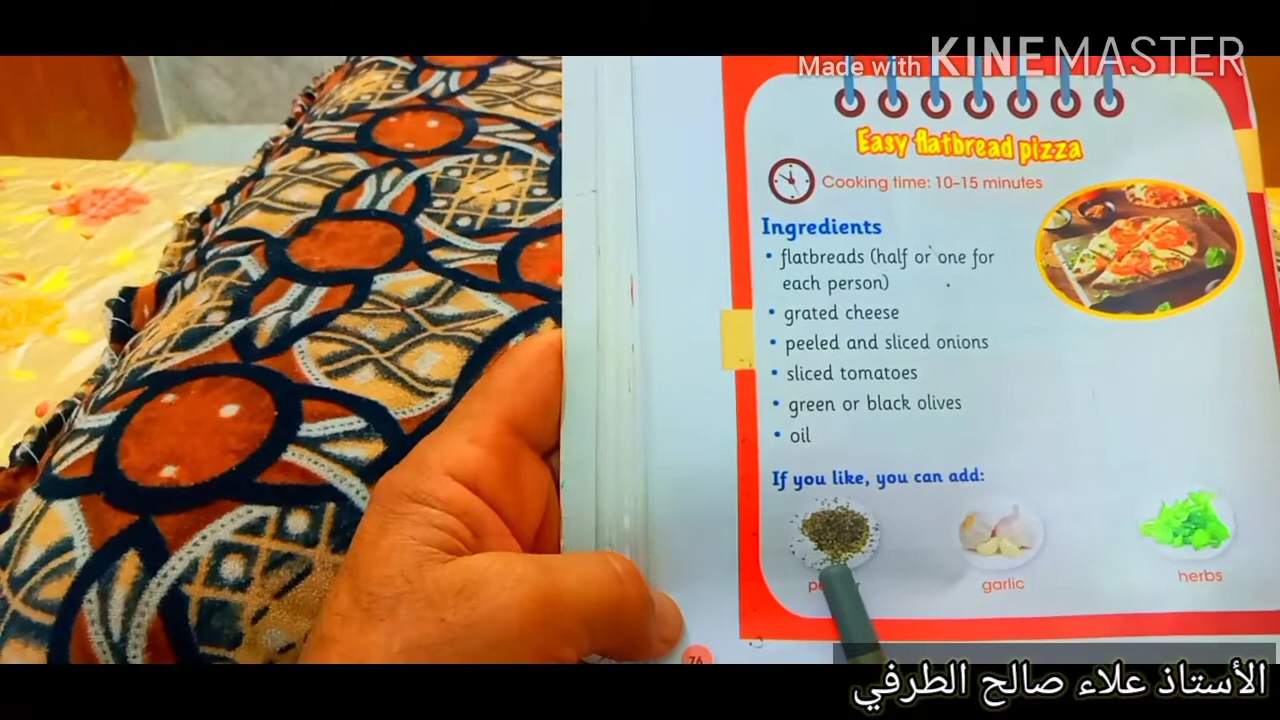 Made with KINEMASTER
Easy flatbread pizza
Cooking time: 10-15 minutes
Ingredients
• flatbreads (half or one for
each person)
• grated cheese
• peeled and sliced onions
• sliced tomatoes
• green or black olives
• oil
If you like, you can add:
garlic
herbs
76
الأستاذ علاء صالح الطرفي